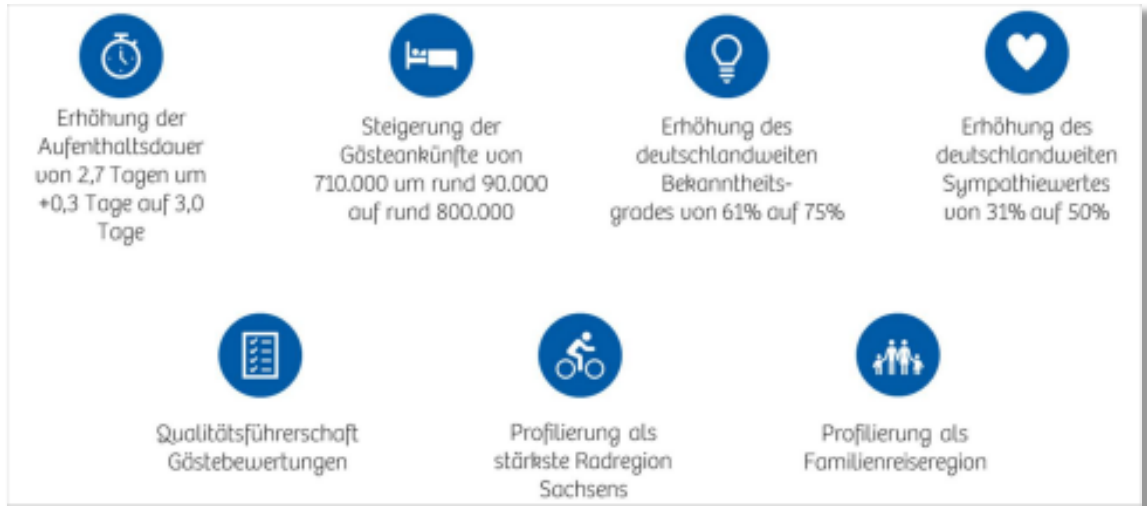 Erhöhung der
Aufenthaltsdauer
von 2,7 Tagen um
+0,3 Tage auf 3,0
Tage
Steigerung der
Gästeankünfte von
710.000 um rund 90.000
auf rund 800.000
Erhöhung des
deutschlandweiten
Bekanntheits-
grades von 61% auf 75%
Erhöhung des
deutschlandweiten
Sympathiewertes
von 31% auf 50%
Qualitätsführerschaft
Gästebewertungen
Profilierung als
stärkste Radregion
Sachsens
Profilierung als
Familienreiseregion